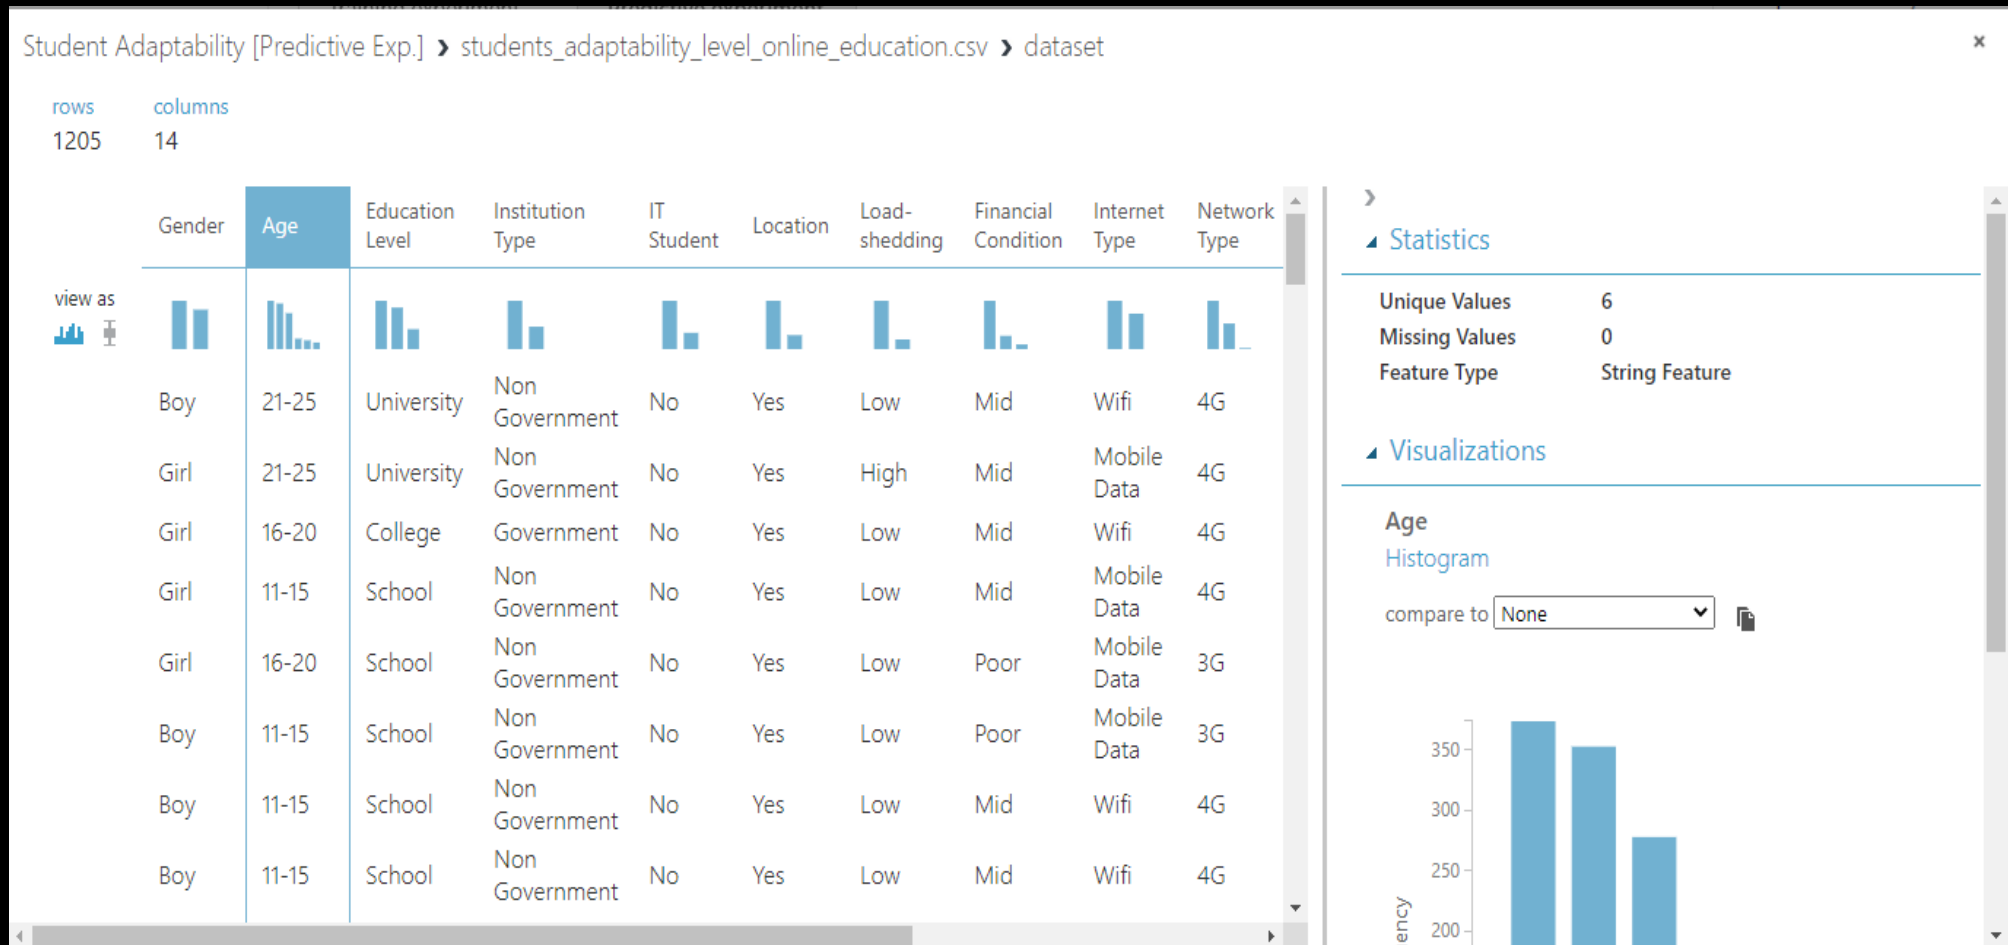 Student Adaptability [Predictive Exp.] › students_adaptability_level_online_education.csv › dataset
rows columns
1205 14
Gender Age Education Level Institution Type IT Student Location Load-shedding Financial Condition Internet Type Network Type
view as
Boy 21-25 University Non Government No Yes Low Mid Wifi 4G
Girl 21-25 University Non Government No Yes High Mid Mobile Data 4G
Girl 16-20 College Government No Yes Low Mid Wifi 4G
Girl 11-15 School Non Government No Yes Low Mid Mobile Data 4G
Girl 16-20 School Non Government No Yes Low Poor Mobile Data 3G
Boy 11-15 School Non Government No Yes Low Poor Mobile Data 3G
Boy 11-15 School Non Government No Yes Low Mid Wifi 4G
Boy 11-15 School Non Government No Yes Low Mid Wifi 4G
Statistics
Unique Values 6
Missing Values 0
Feature Type String Feature
Visualizations
Age
Histogram
compare to None
350
300
250
200